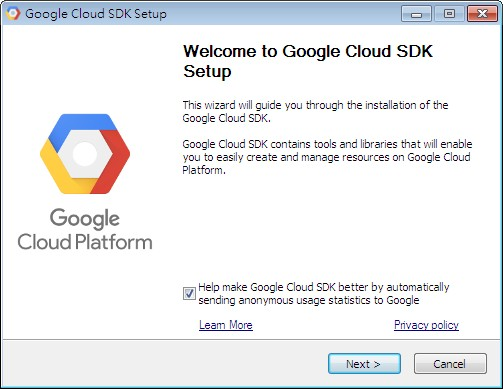 Google Cloud SDK Setup
Welcome to Google Cloud SDK
Setup
This wizard will guide you through the installation of the
Google Cloud SDK.
Google Cloud SDK contains tools and libraries that will enable
you to easily create and manage resources on Google Cloud
Platform.
Google
Cloud Platform
Help make Google Cloud SDK better by automatically
sending anonymous usage statistics to Google
Learn More
Privacy policy
Next >
Cancel